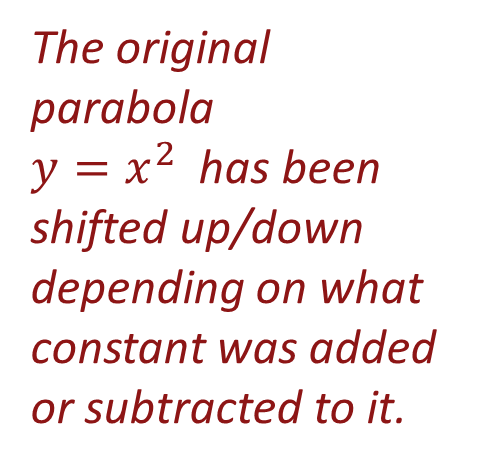 The original
parabola
y = x² has been
shifted up/down
depending on what
constant was added
or subtracted to it.